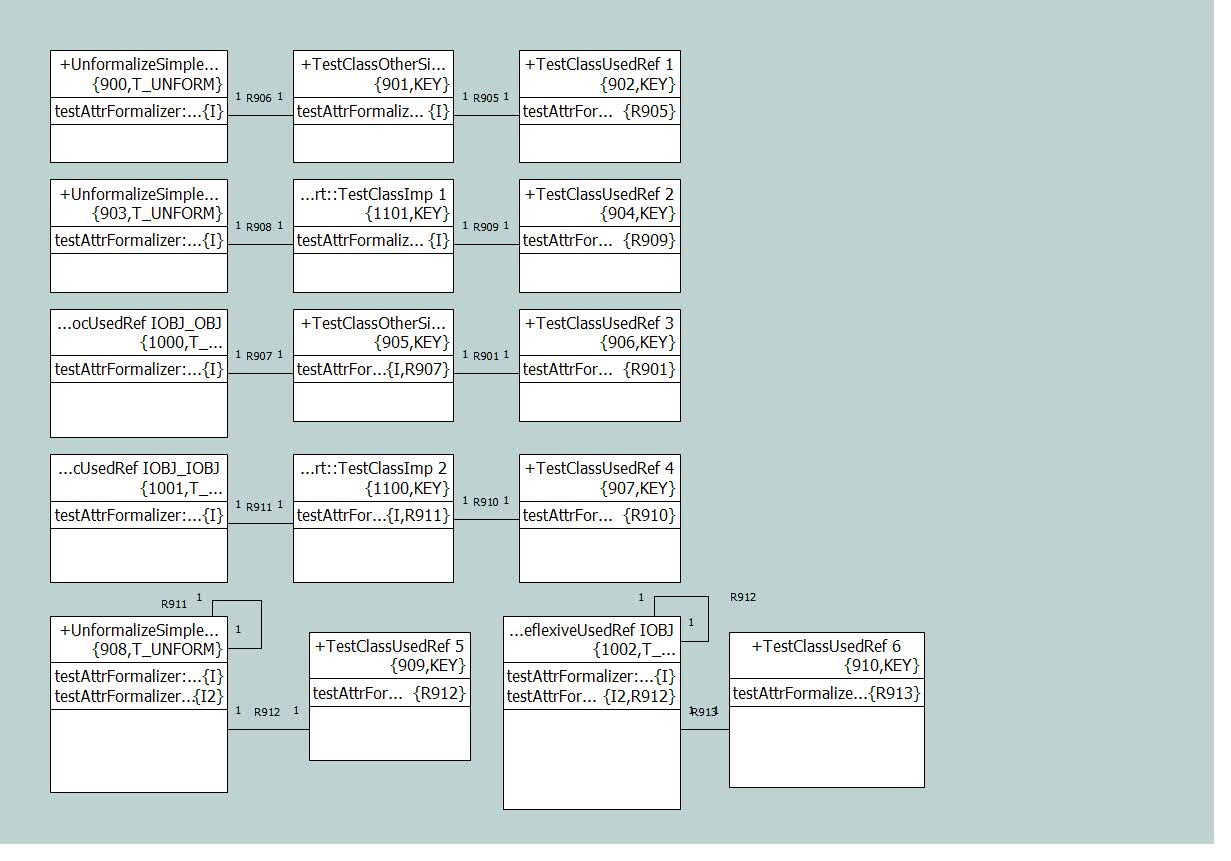 +UnformalizeSimple...
{900,T_UNFORM}
testAttrFormalizer:...{I}
1 R906 1
+TestClassOtherSi...
{901,KEY}
testAttrFormaliz... {I}
1 R905 1
+TestClassUsedRef 1
{902,KEY}
testAttrFor... {R905}
+UnformalizeSimple...
{903,T_UNFORM}
testAttrFormalizer:...{I}
1 R908 1
...rt::TestClassImp 1
{1101,KEY}
testAttrFormaliz... {I}
1 R909 1
+TestClassUsedRef 2
{904,KEY}
testAttrFor... {R909}
...ocUsedRef IOBJ_OBJ
{1000,T_...
testAttrFormalizer:...{I}
1 R907 1
+TestClassOtherSi...
{905,KEY}
testAttrFor...{I,R907}
1 R901 1
+TestClassUsedRef 3
{906,KEY}
testAttrFor... {R901}
...cUsedRef IOBJ_IOBJ
{1001,T_...
testAttrFormalizer:...{I}
1 R911 1
...rt::TestClassImp 2
{1100,KEY}
testAttrFor...{I,R911}
1 R910 1
+TestClassUsedRef 4
{907,KEY}
testAttrFor... {R910}
R911 1
1
+UnformalizeSimple...
{908,T_UNFORM}
testAttrFormalizer:...{I}
testAttrFormalizer...{I2}
1 R912 1
+TestClassUsedRef 5
{909,KEY}
testAttrFor... {R912}
1 R912
1
...eflexiveUsedRef IOBJ
{1002,T_...
testAttrFormalizer:...{I}
testAttrFor... {I2,R912}
1 R913 1
+TestClassUsedRef 6
{910,KEY}
testAttrFormalize...{R913}